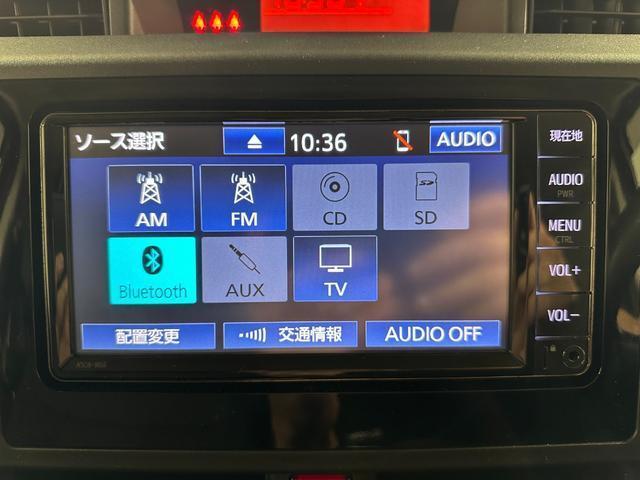 ソース選択
10:36
AUDIO
AM
FM
CD
SD
Bluetooth
AUX
TV
配置変更
交通情報
AUDIO OFF
現在地
AUDIO
PWR
MENU
CTRL
VOL+
VOL−